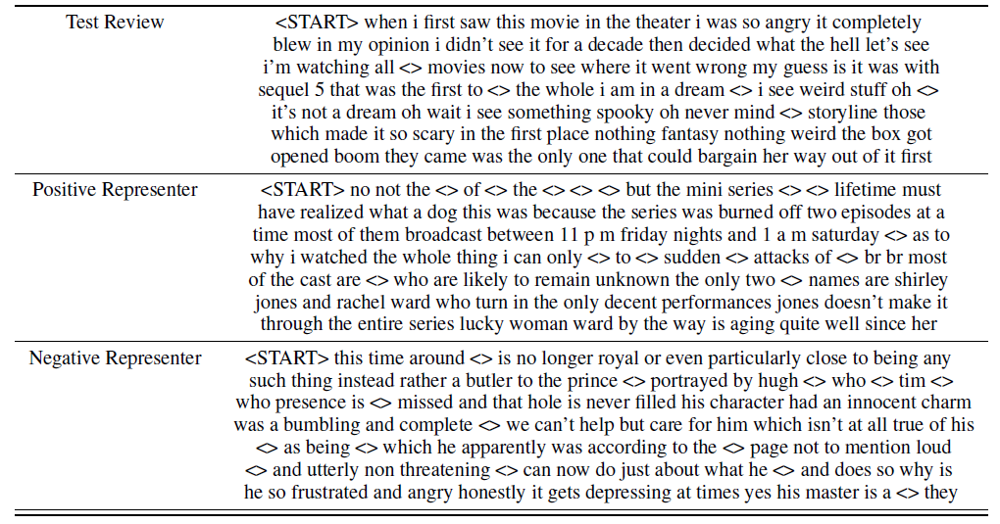 Test Review <START> when i first saw this movie in the theater i was so angry it completely
blew in my opinion i didn't see it for a decade then decided what the hell let's see
i'm watching all <> movies now to see where it went wrong my guess is it was with
sequel 5 that was the first to <> the whole i am in a dream <> i see weird stuff oh <>
it's not a dream oh wait i see something spooky oh never mind <> storyline those
which made it so scary in the first place nothing fantasy nothing weird the box got
opened boom they came was the only one that could bargain her way out of it first
Positive Representer <START> no not the <> of <> the <> <> <> but the mini series <> <> lifetime must
have realized what a dog this was because the series was burned off two episodes at a
time most of them broadcast between 11 p m friday nights and 1 a m saturday <> as to
why i watched the whole thing i can only <> to <> sudden <> attacks of <> br br most
of the cast are <> who are likely to remain unknown the only two <> names are shirley
jones and rachel ward who turn in the only decent performances jones doesn't make it
through the entire series lucky woman ward by the way is aging quite well since her
Negative Representer <START> this time around <> is no longer royal or even particularly close to being any
such thing instead rather a butler to the prince <> portrayed by hugh <> who <> tim <>
who presence is <> missed and that hole is never filled his character had an innocent charm
was a bumbling and complete <> we can't help but care for him which isn't at all true of his
<> as being <> which he apparently was according to the <> page not to mention loud
<> and utterly non threatening <> can now do just about what he <> and does so why is
he so frustrated and angry honestly it gets depressing at times yes his master is a <> they